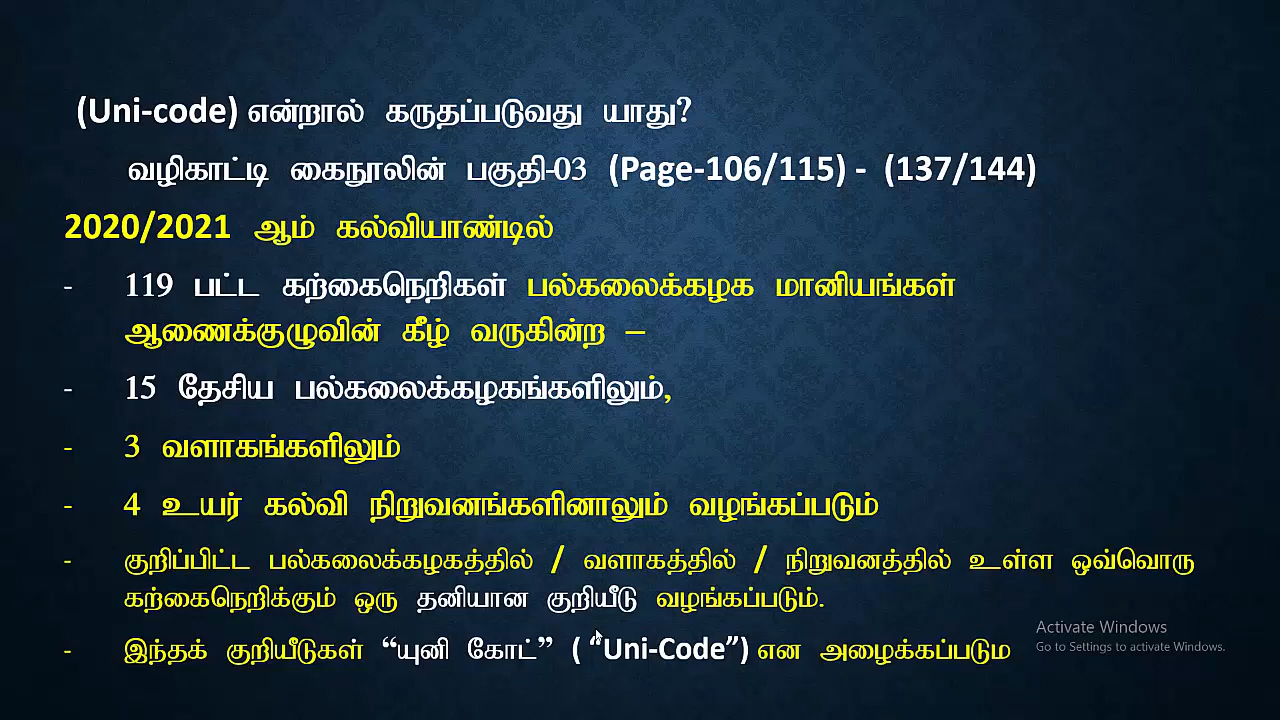 (Uni-code) என்றால் கருதப்படுவது யாது?
வழிகாட்டி கைநூலின் பகுதி-03 (Page-106/115) - (137/144)
2020/2021 ஆம் கல்வியாண்டில்
- 119 பட்ட கற்கைநெறிகள் பல்கலைக்கழக மானியங்கள்
ஆணைக்குழுவின் கீழ் வருகின்ற –
- 15 தேசிய பல்கலைக்கழகங்களிலும்,
- 3 வளாகங்களிலும்
- 4 உயர் கல்வி நிறுவனங்களினாலும் வழங்கப்படும்
- குறிப்பிட்ட பல்கலைக்கழகத்தில் / வளாகத்தில் / நிறுவனத்தில் உள்ள ஒவ்வொரு
கற்கைநெறிக்கும் ஒரு தனியான குறியீடு வழங்கப்படும்.
- இந்தக் குறியீடுகள் “யுனி கோட்” ( “Uni-Code”) என அழைக்கப்படும
Activate Windows
Go to Settings to activate Windows.